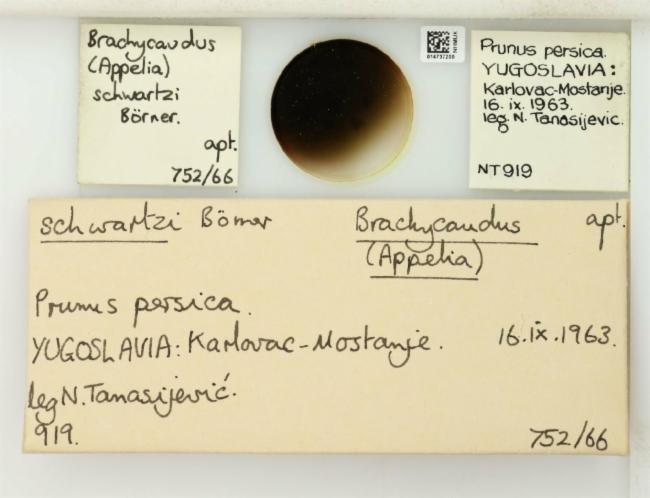 Brachycaudus
(Appelia)
schwartzi
Börner.
apt.
752/66
NHMUK
Prunus persica.
YUGOSLAVIA:
Karlovac-Mostanje.
16. ix. 1963.
leg. N. Tanasijevic.
NT919
schwartzi Börner Brachycaudus apt.
(Appelia)
Prunus persica.
YUGOSLAVIA: Karlovac-Mostanje. 16.ix.1963.
leg N. Tanasijević.
919. 752/66